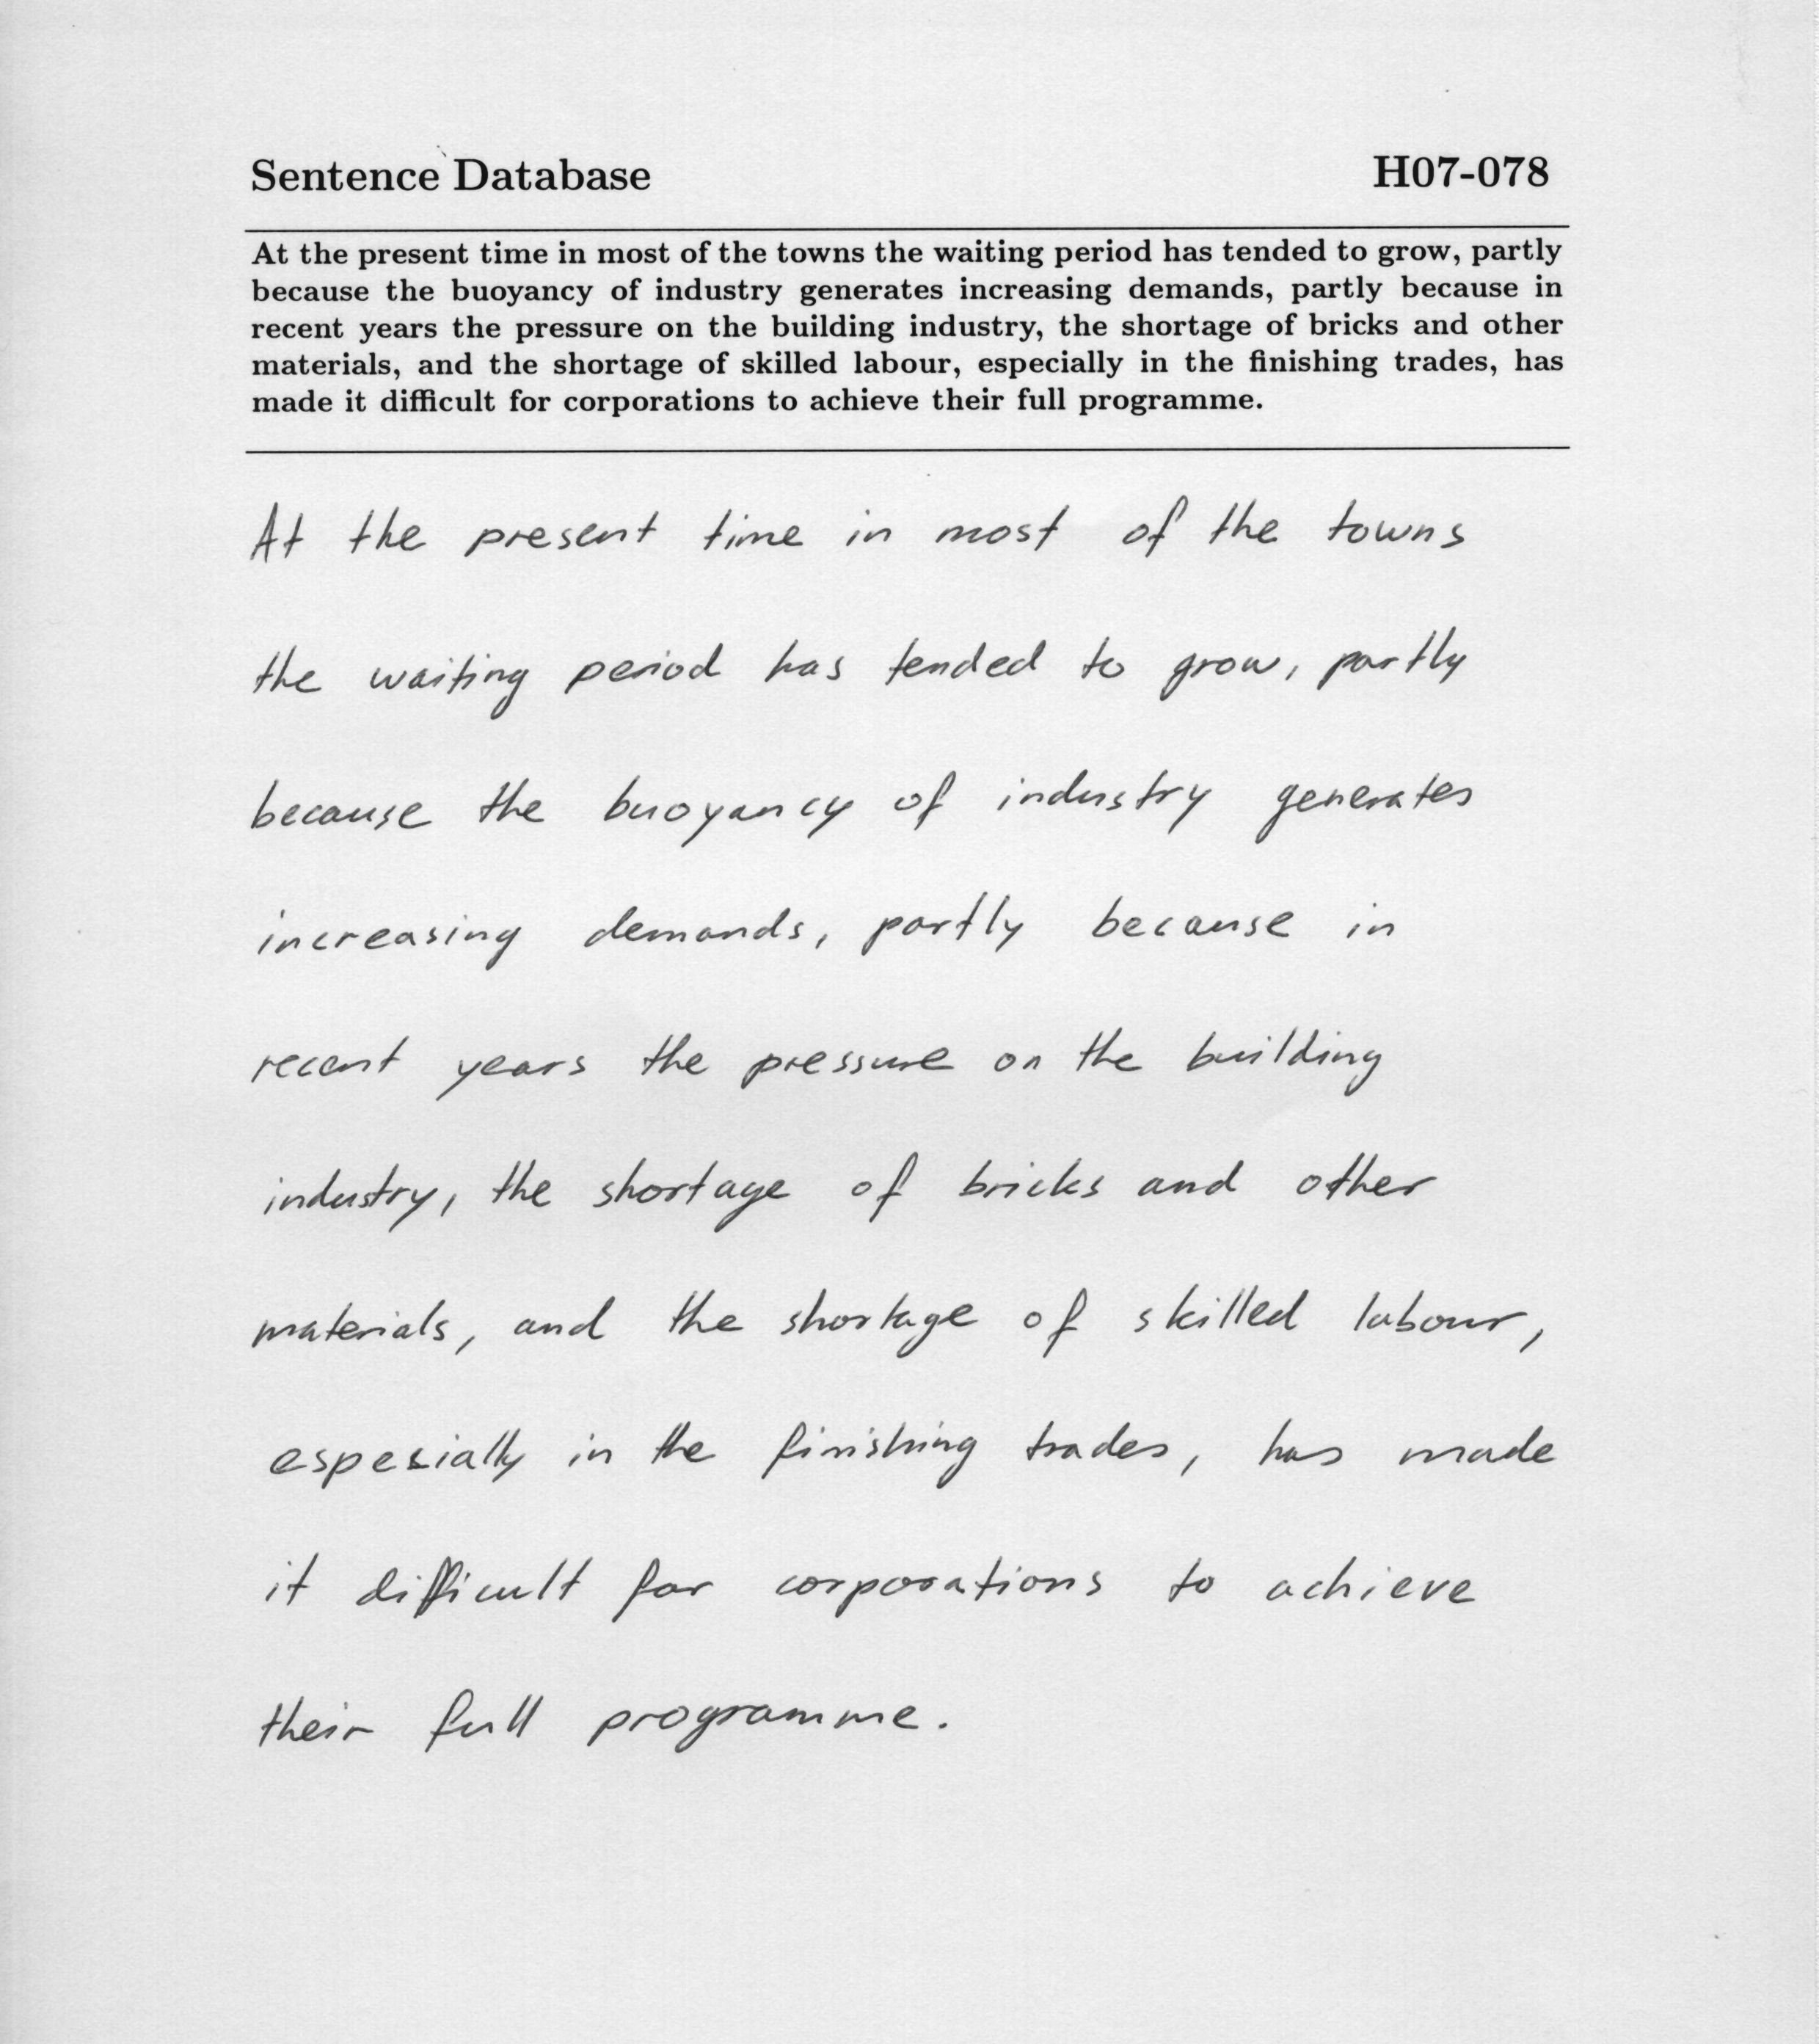 Sentence Database H07-078
At the present time in most of the towns the waiting period has tended to grow, partly
because the buoyancy of industry generates increasing demands, partly because in
recent years the pressure on the building industry, the shortage of bricks and other
materials, and the shortage of skilled labour, especially in the finishing trades, has
made it difficult for corporations to achieve their full programme.
At the present time in most of the towns
the waiting period has tended to grow, partly
because the buoyancy of industry generates
increasing demands, partly because in
recent years the pressure on the building
industry, the shortage of bricks and other
materials, and the shortage of skilled labour,
especially in the finishing trades, has made
it difficult for corporations to achieve
their full programme.